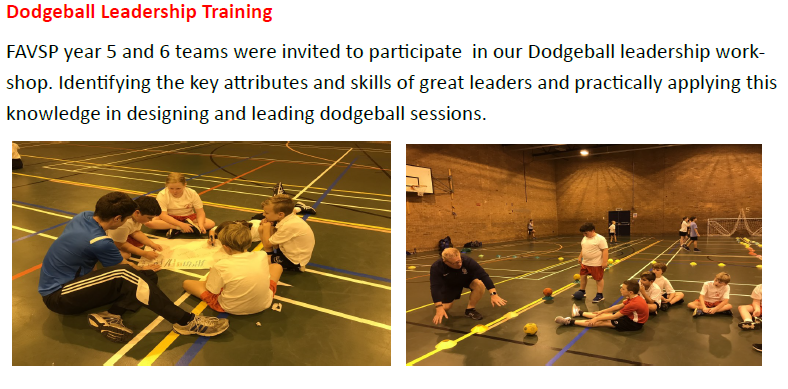 Dodgeball Leadership Training
FAVSP year 5 and 6 teams were invited to participate  in our Dodgeball leadership work-
shop. Identifying the key attributes and skills of great leaders and practically applying this
knowledge in designing and leading dodgeball sessions.